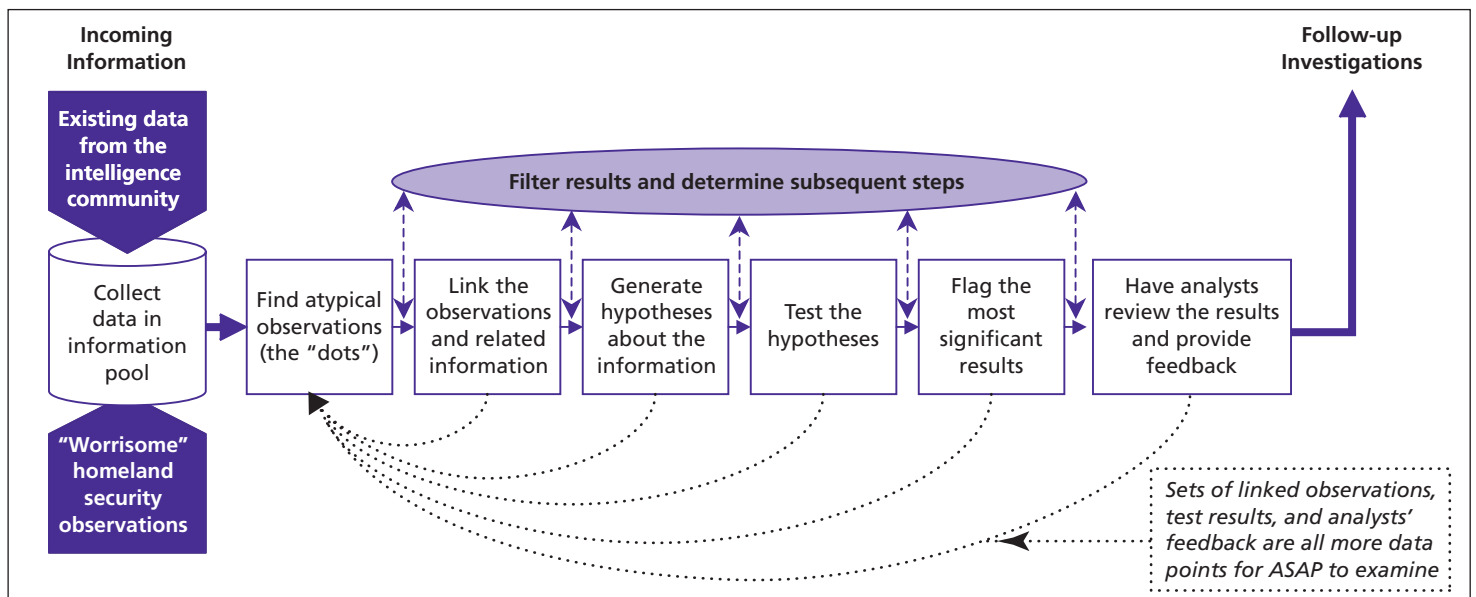 Incoming
Information
Follow-up
Investigations
Existing data
from the
intelligence
community
Filter results and determine subsequent steps
Collect
data in
information
pool
Find atypical
observations
(the “dots”)
Link the
observations
and related
information
Generate
hypotheses
about the
information
Test the
hypotheses
Flag the
most
significant
results
Have analysts
review the results
and provide
feedback
“Worrisome”
homeland
security
observations
Sets of linked observations,
test results, and analysts’
feedback are all more data
points for ASAP to examine